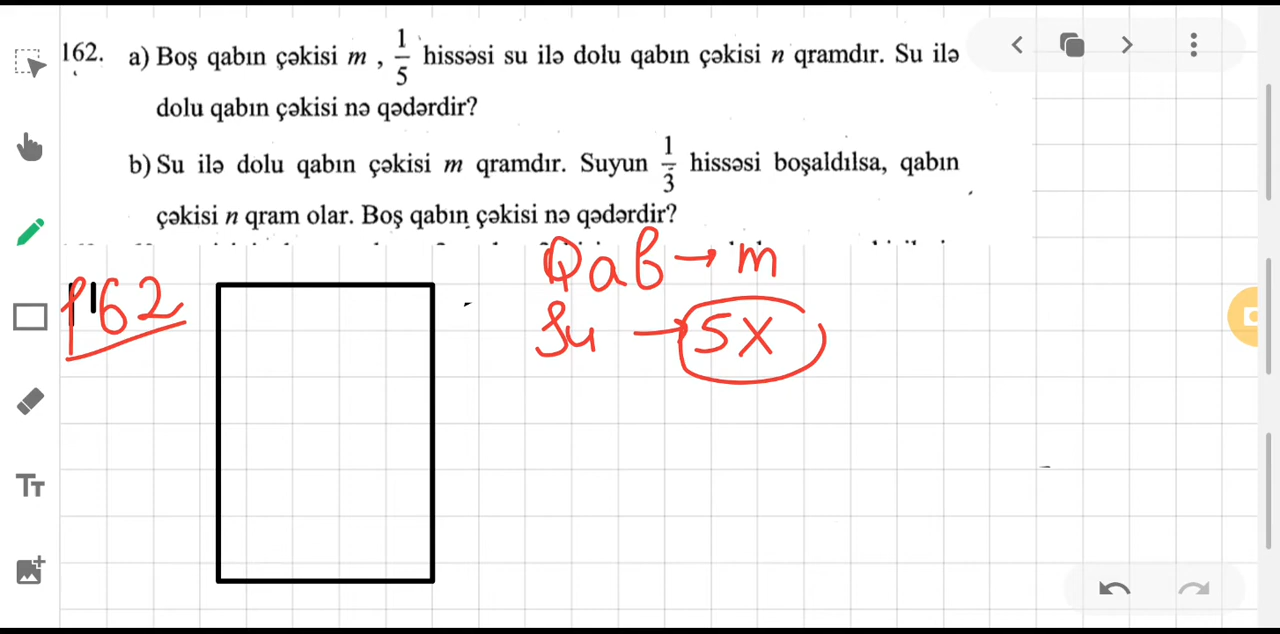 162. a) Boş qabın çəkisi m , 1/5 hissəsi su ilə dolu qabın çəkisi n qramdır. Su ilə
dolu qabın çəkisi nə qədərdir?
b) Su ilə dolu qabın çəkisi m qramdır. Suyun 1/3 hissəsi boşaldılsa, qabın
çəkisi n qram olar. Boş qabın çəkisi nə qədərdir?
Qab → m
162
Su → 5x
TT